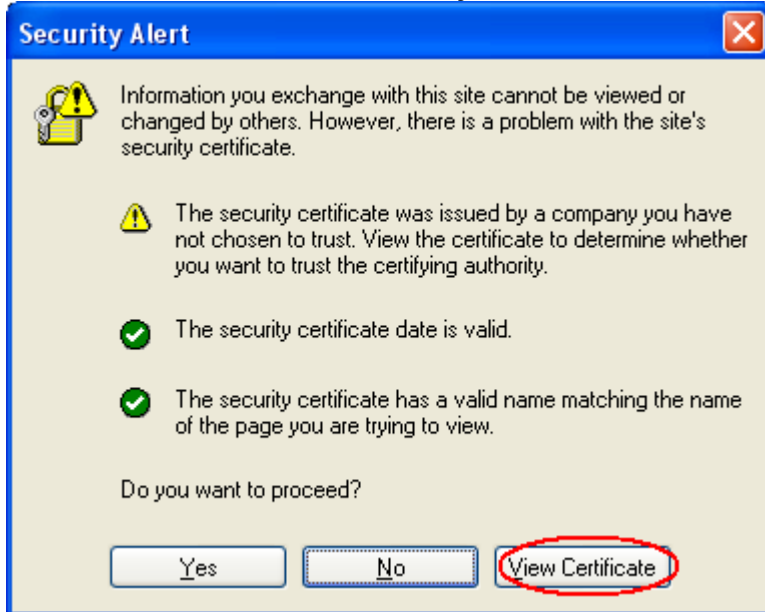 Security Alert
Information you exchange with this site cannot be viewed or
changed by others. However, there is a problem with the site's
security certificate.
The security certificate was issued by a company you have
not chosen to trust. View the certificate to determine whether
you want to trust the certifying authority.
The security certificate date is valid.
The security certificate has a valid name matching the name
of the page you are trying to view.
Do you want to proceed?
Yes No View Certificate